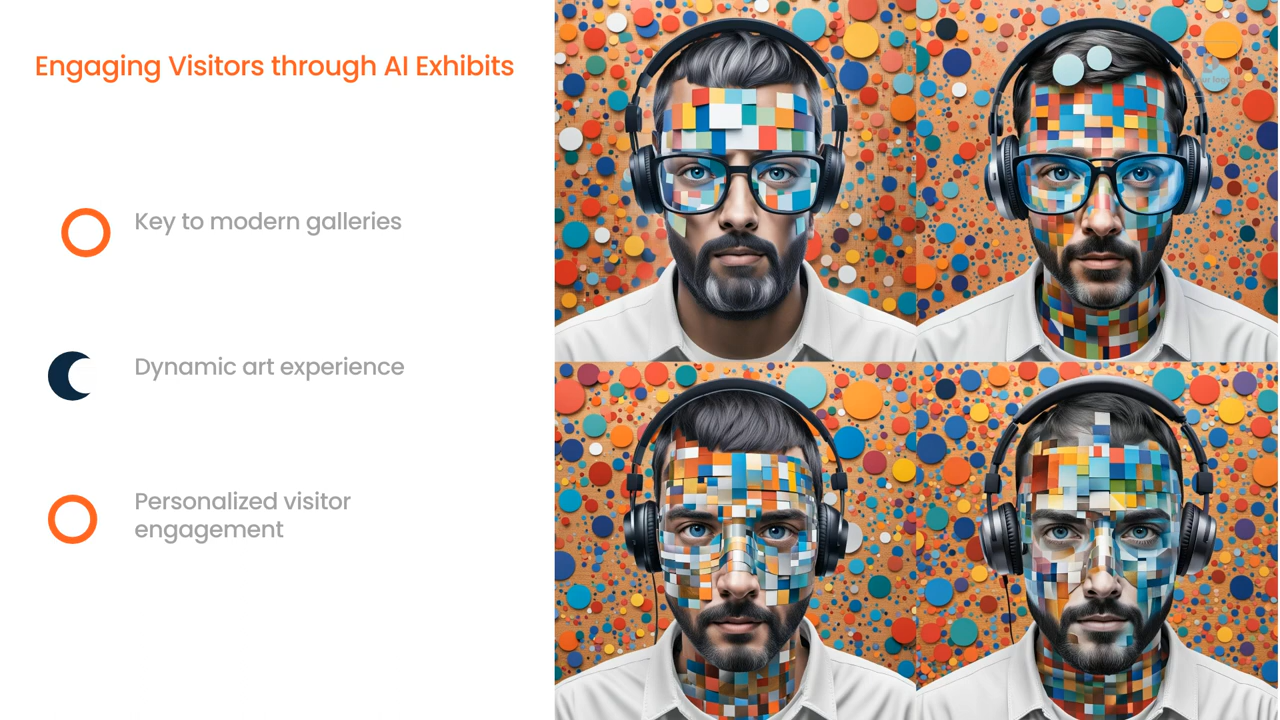 Engaging Visitors through AI Exhibits
Key to modern galleries
Dynamic art experience
Personalized visitor
engagement